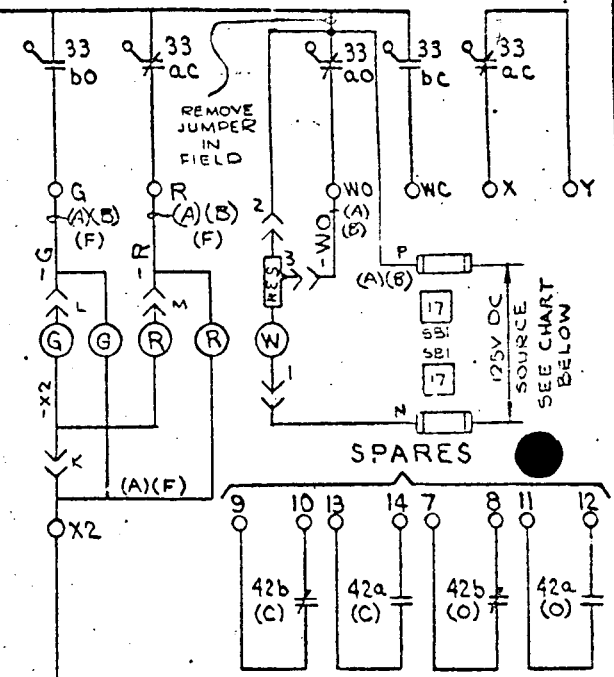 33 bo
33 ac
33 ao
33 bc
33 ac
REMOVE
JUMPER
IN
FIELD
G
(A)(B)
(F)
R
(A)(B)
(F)
2
WO
(A)
(B)
WC
X
Y
-G
-R
-WO
3
RES
P
(A)(B)
17
SB1
SB1
17
125V DC
SOURCE
SEE CHART
BELOW
L
M
G
G
R
R
W
1
N
-X2
K
(A)(F)
X2
SPARES
9
10
13
14
7
8
11
12
42b
(C)
42a
(C)
42b
(O)
42a
(O)